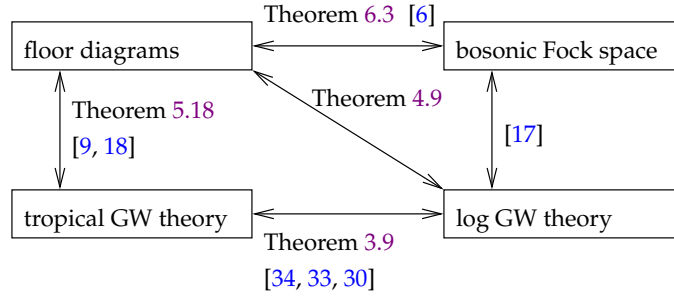 Theorem 6.3 [6]
floor diagrams
bosonic Fock space
Theorem 5.18
[9, 18]
Theorem 4.9
[17]
tropical GW theory
log GW theory
Theorem 3.9
[34, 33, 30]